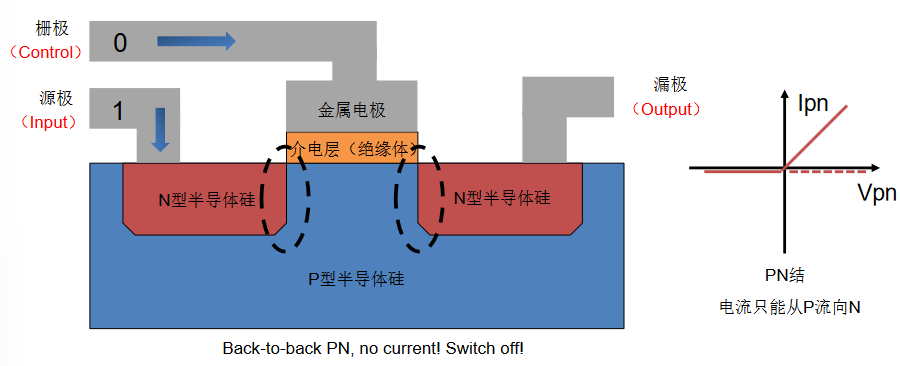 栅极
（Control）
0
源极
（Input）
1
金属电极
介电层（绝缘体）
N型半导体硅
N型半导体硅
P型半导体硅
漏极
（Output）
Ipn
Vpn
PN结
电流只能从P流向N
Back-to-back PN, no current! Switch off!